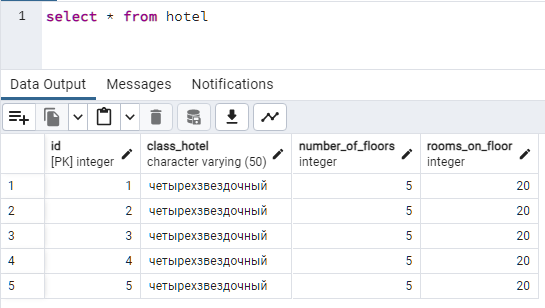 1 select * from hotel
Data Output Messages Notifications
id class_hotel number_of_floors rooms_on_floor
[PK] integer character varying (50) integer integer
1 1 четырехзвездочный 5 20
2 2 четырехзвездочный 5 20
3 3 четырехзвездочный 5 20
4 4 четырехзвездочный 5 20
5 5 четырехзвездочный 5 20